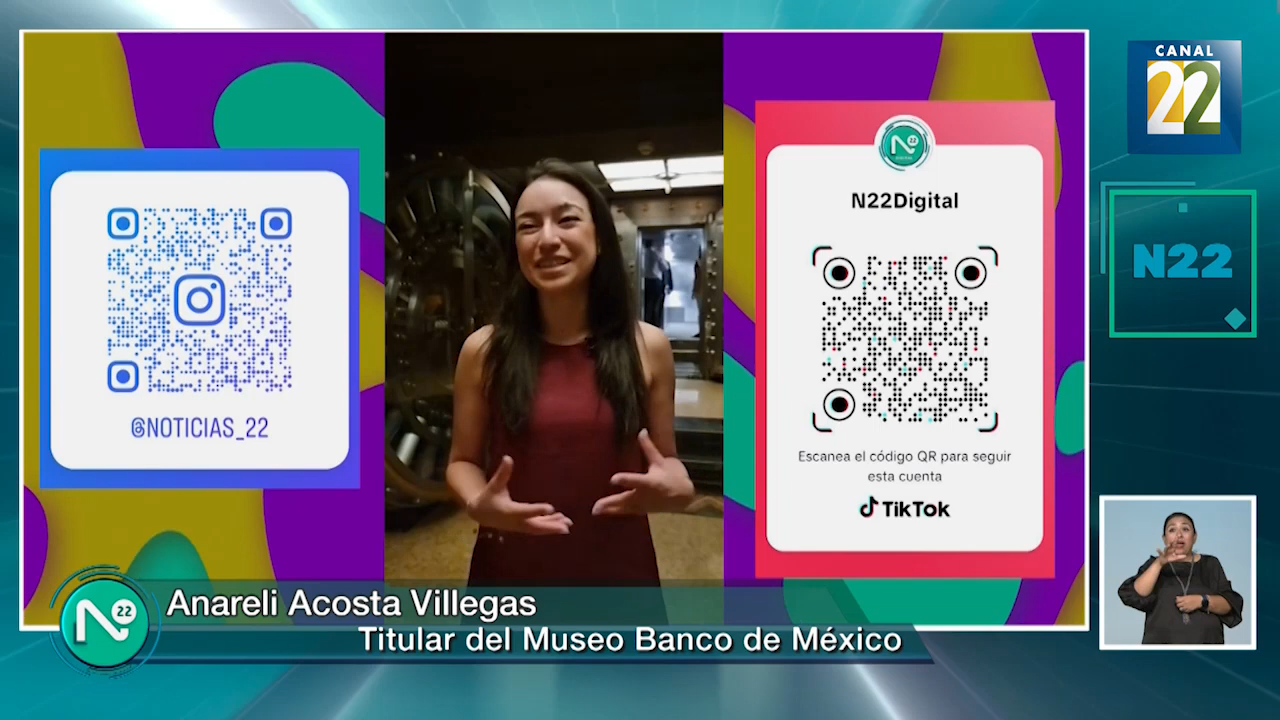 CANAL
22
N22
N22Digital
@NOTICIAS_22
Escanea el código QR para seguir
esta cuenta
TikTok
N22
Anareli Acosta Villegas
Titular del Museo Banco de México